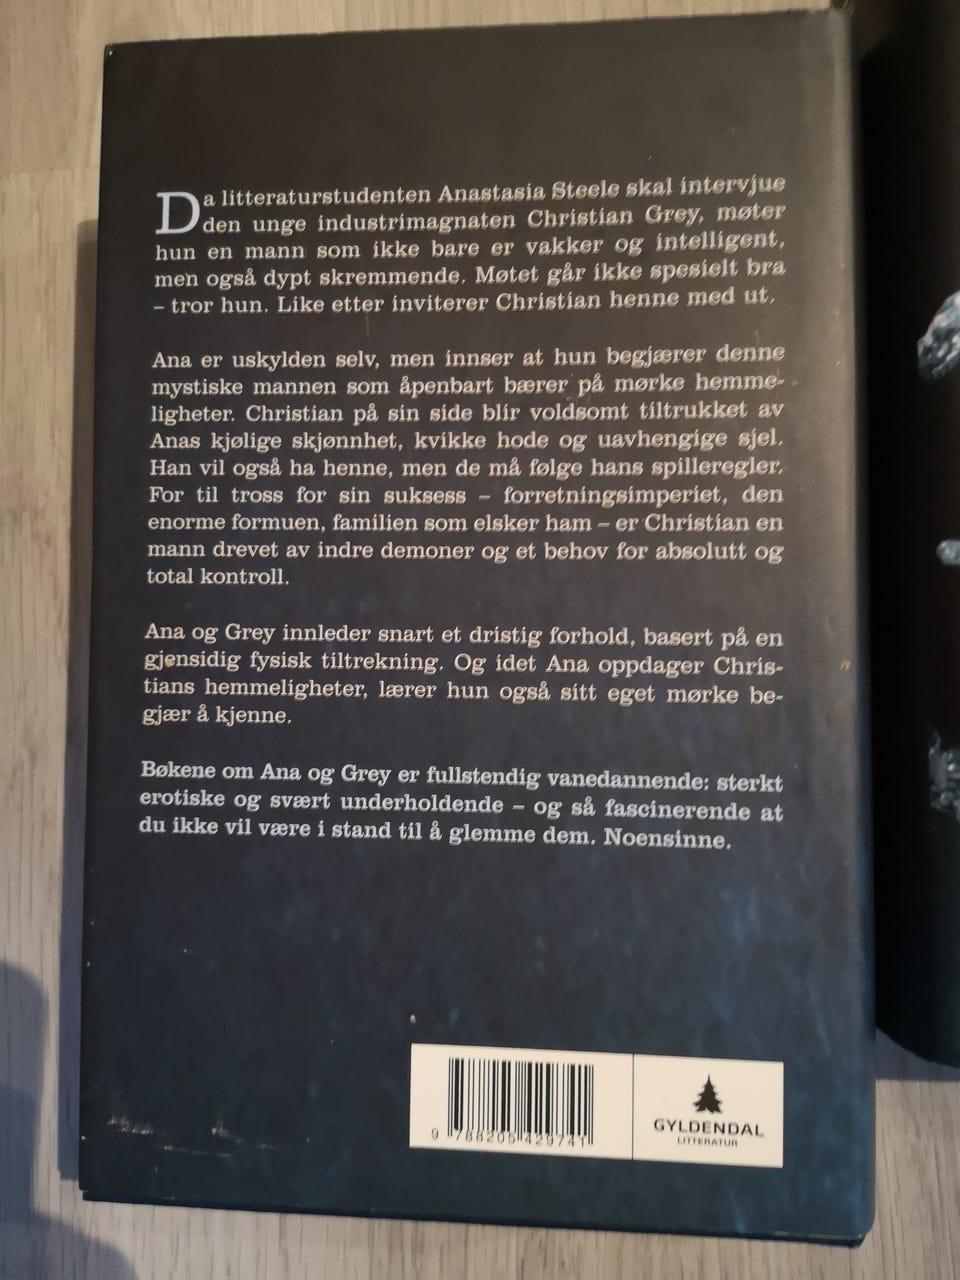 Da litteraturstudenten Anastasia Steele skal intervjue
den unge industrimagnaten Christian Grey, møter
hun en mann som ikke bare er vakker og intelligent,
men også dypt skremmende. Møtet går ikke spesielt bra
– tror hun. Like etter inviterer Christian henne med ut.
Ana er uskylden selv, men innser at hun begjærer denne
mystiske mannen som åpenbart bærer på mørke hemme-
ligheter. Christian på sin side blir voldsomt tiltrukket av
Anas kjølige skjønnhet, kvikke hode og uavhengige sjel.
Han vil også ha henne, men de må følge hans spilleregler.
For til tross for sin suksess – forretningsimperiet, den
enorme formuen, familien som elsker ham – er Christian en
mann drevet av indre demoner og et behov for absolutt og
total kontroll.
Ana og Grey innleder snart et dristig forhold, basert på en
gjensidig fysisk tiltrekning. Og idet Ana oppdager Chris-
tians hemmeligheter, lærer hun også sitt eget mørke be-
gjær å kjenne.
Bøkene om Ana og Grey er fullstendig vanedannende: sterkt
erotiske og svært underholdende – og så fascinerende at
du ikke vil være i stand til å glemme dem. Noensinne.
9 788205 429741
GYLDENDAL
LITTERATUR